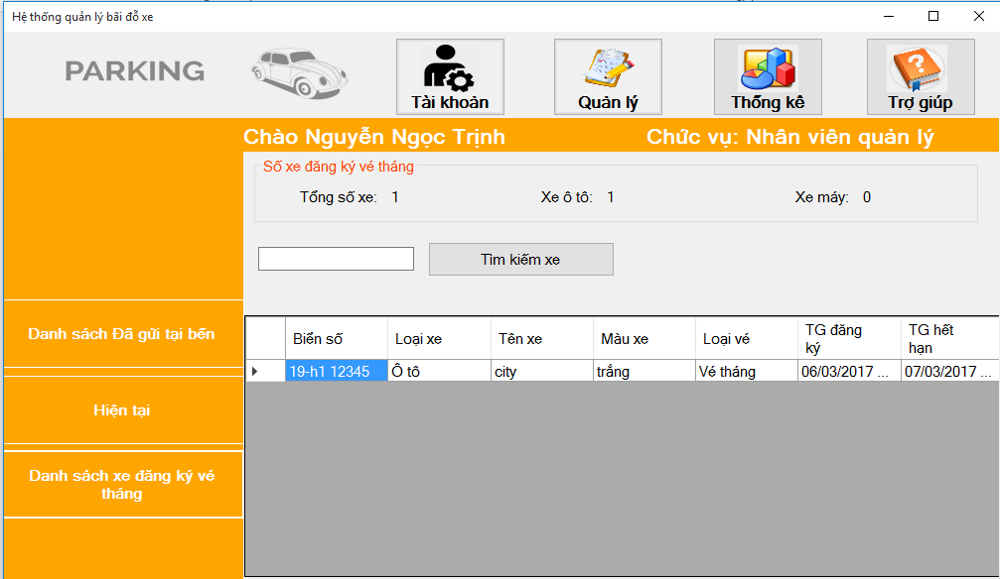 Hệ thống quản lý bãi đỗ xe
PARKING
Tài khoản
Quản lý
Thống kê
Trợ giúp
Chào Nguyễn Ngọc Trịnh
Chức vụ: Nhân viên quản lý
Số xe đăng ký vé tháng
Tổng số xe: 1
Xe ô tô: 1
Xe máy: 0
Tìm kiếm xe
Danh sách Đã gửi tại bến
Hiện tại
Danh sách xe đăng ký vé
tháng
Biển số Loại xe Tên xe Màu xe Loại vé TG đăng ký TG hết hạn
19-h1 12345 Ô tô city trắng Vé tháng 06/03/2017 ... 07/03/2017 ...